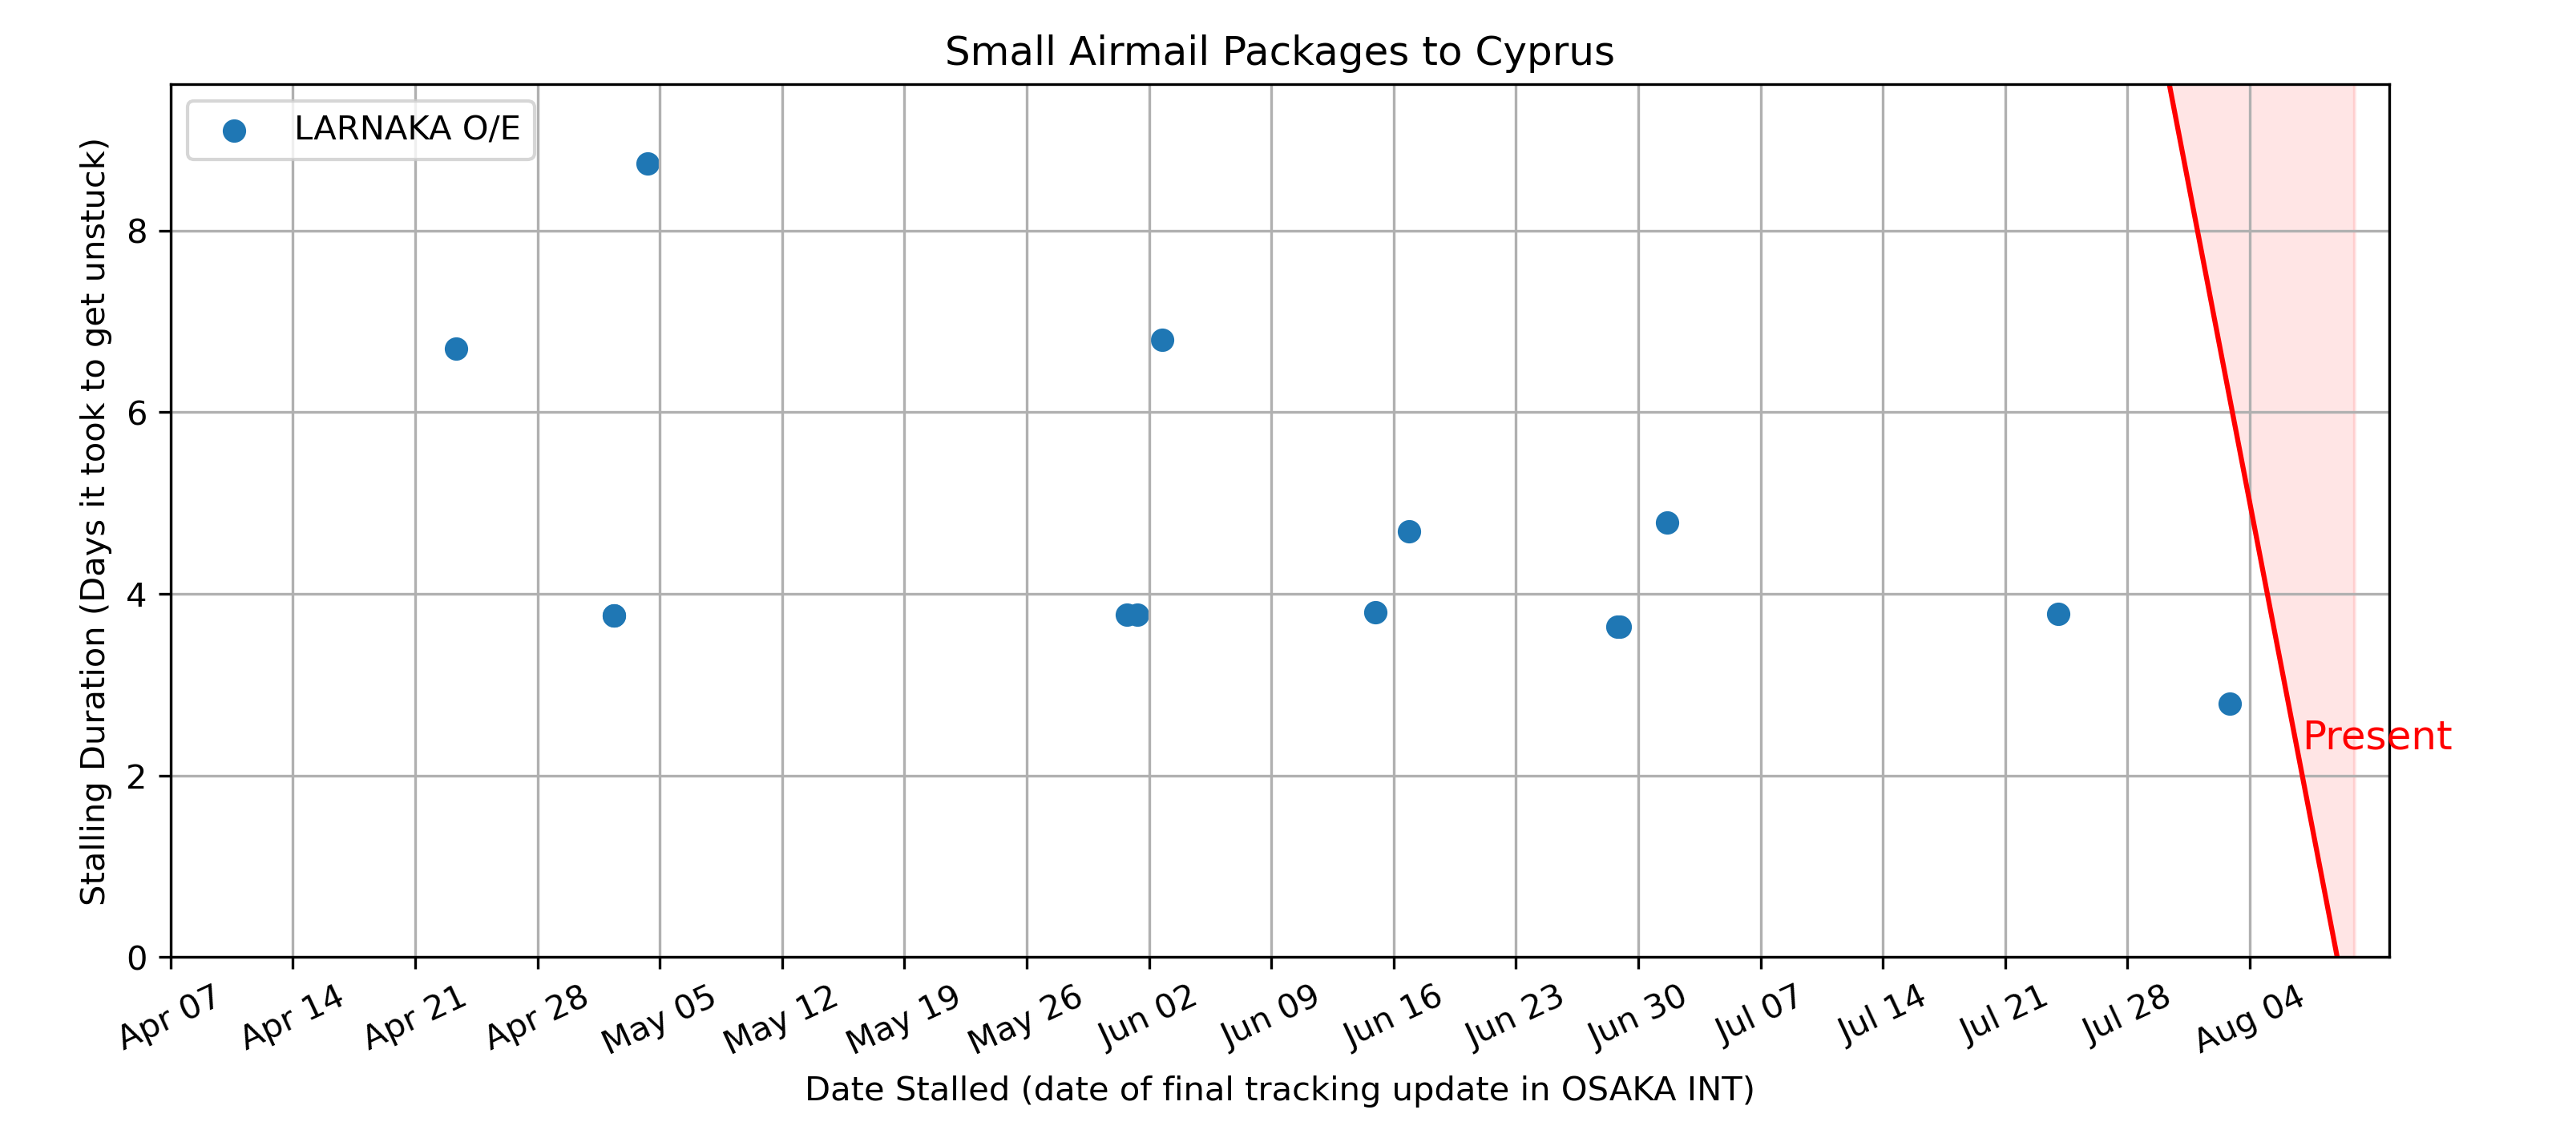 Small Airmail Packages to Cyprus
LARNAKA O/E
Stalling Duration (Days it took to get unstuck)
8
6
4
2
0
Present
Apr 07
Apr 14
Apr 21
Apr 28
May 05
May 12
May 19
May 26
Jun 02
Jun 09
Jun 16
Jun 23
Jun 30
Jul 07
Jul 14
Jul 21
Jul 28
Aug 04
Date Stalled (date of final tracking update in OSAKA INT)